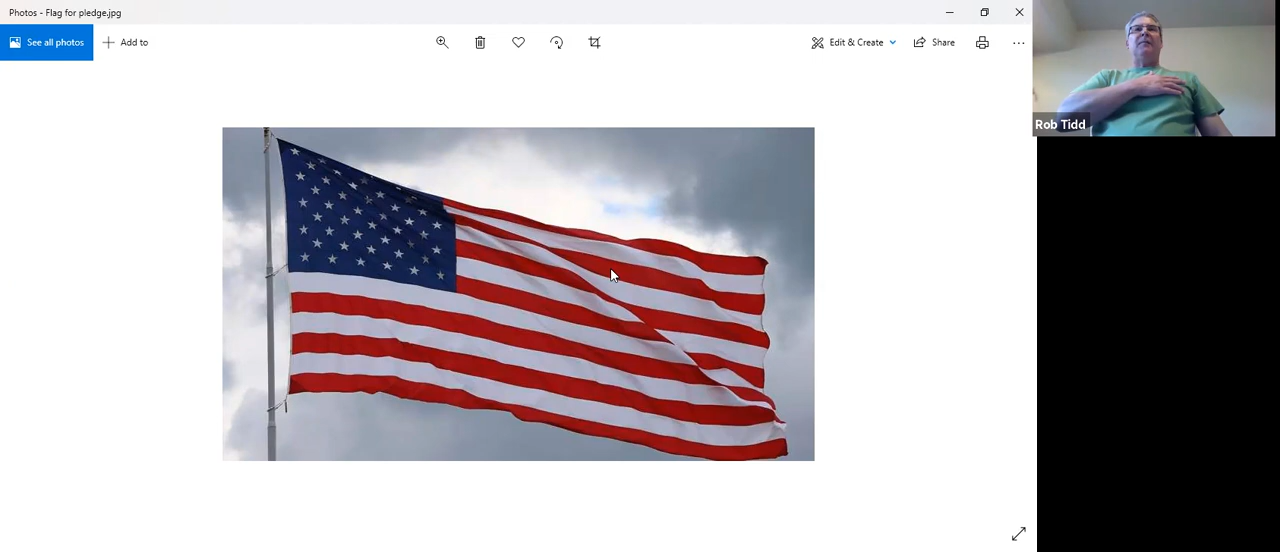 Photos - Flag for pledge.jpg
See all photos
Add to
Edit & Create
Share
Rob Tidd